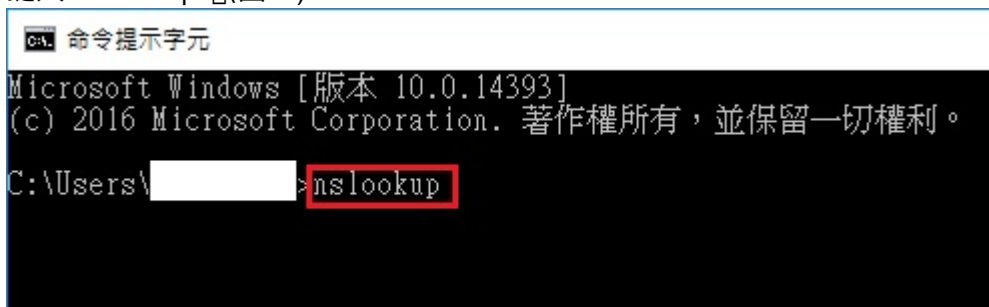 命令提示字元
Microsoft Windows [版本 10.0.14393]
(c) 2016 Microsoft Corporation. 著作權所有，並保留一切權利。
C:\Users\ >nslookup